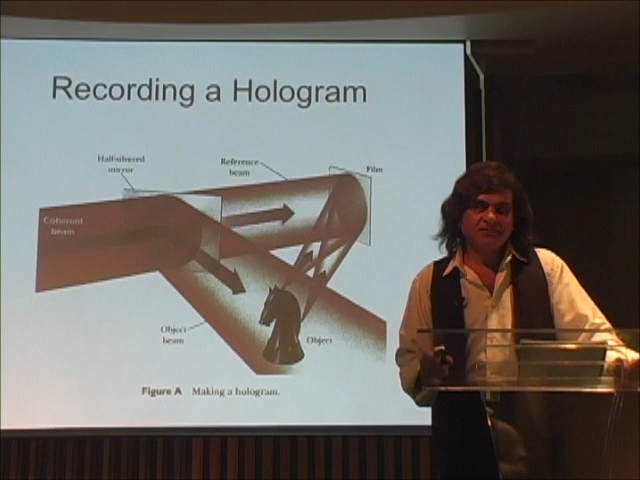 Recording a Hologram
Half-silvered
mirror
Reference
beam
Film
Coherent
beam
Object
beam
Object
Figure A Making a hologram.